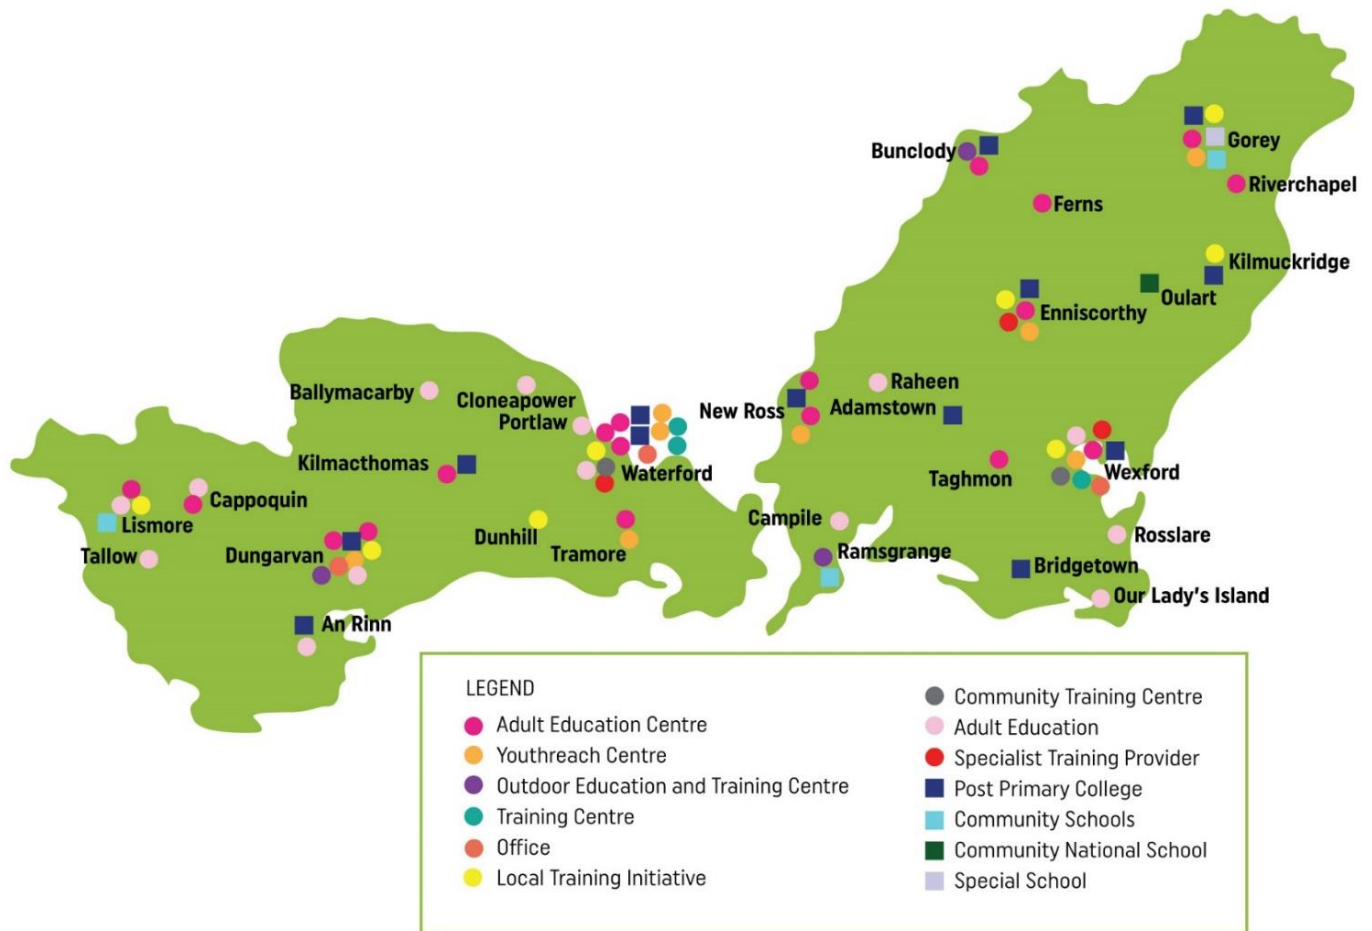 Gorey
Bunclody
Riverchapel
Ferns
Kilmuckridge
Oulart
Enniscorthy
Raheen
Ballymacarby
Cloneapower
Adamstown
New Ross
Portlaw
Kilmacthomas
Waterford
Wexford
Taghmon
Cappoquin
Lismore
Campile
Dunhill
Rosslare
Tramore
Ramsgrange
Tallow
Dungarvan
Bridgetown
Our Lady's Island
An Rinn
LEGEND
Adult Education Centre
Youthreach Centre
Outdoor Education and Training Centre
Training Centre
Office
Local Training Initiative
Community Training Centre
Adult Education
Specialist Training Provider
Post Primary College
Community Schools
Community National School
Special School